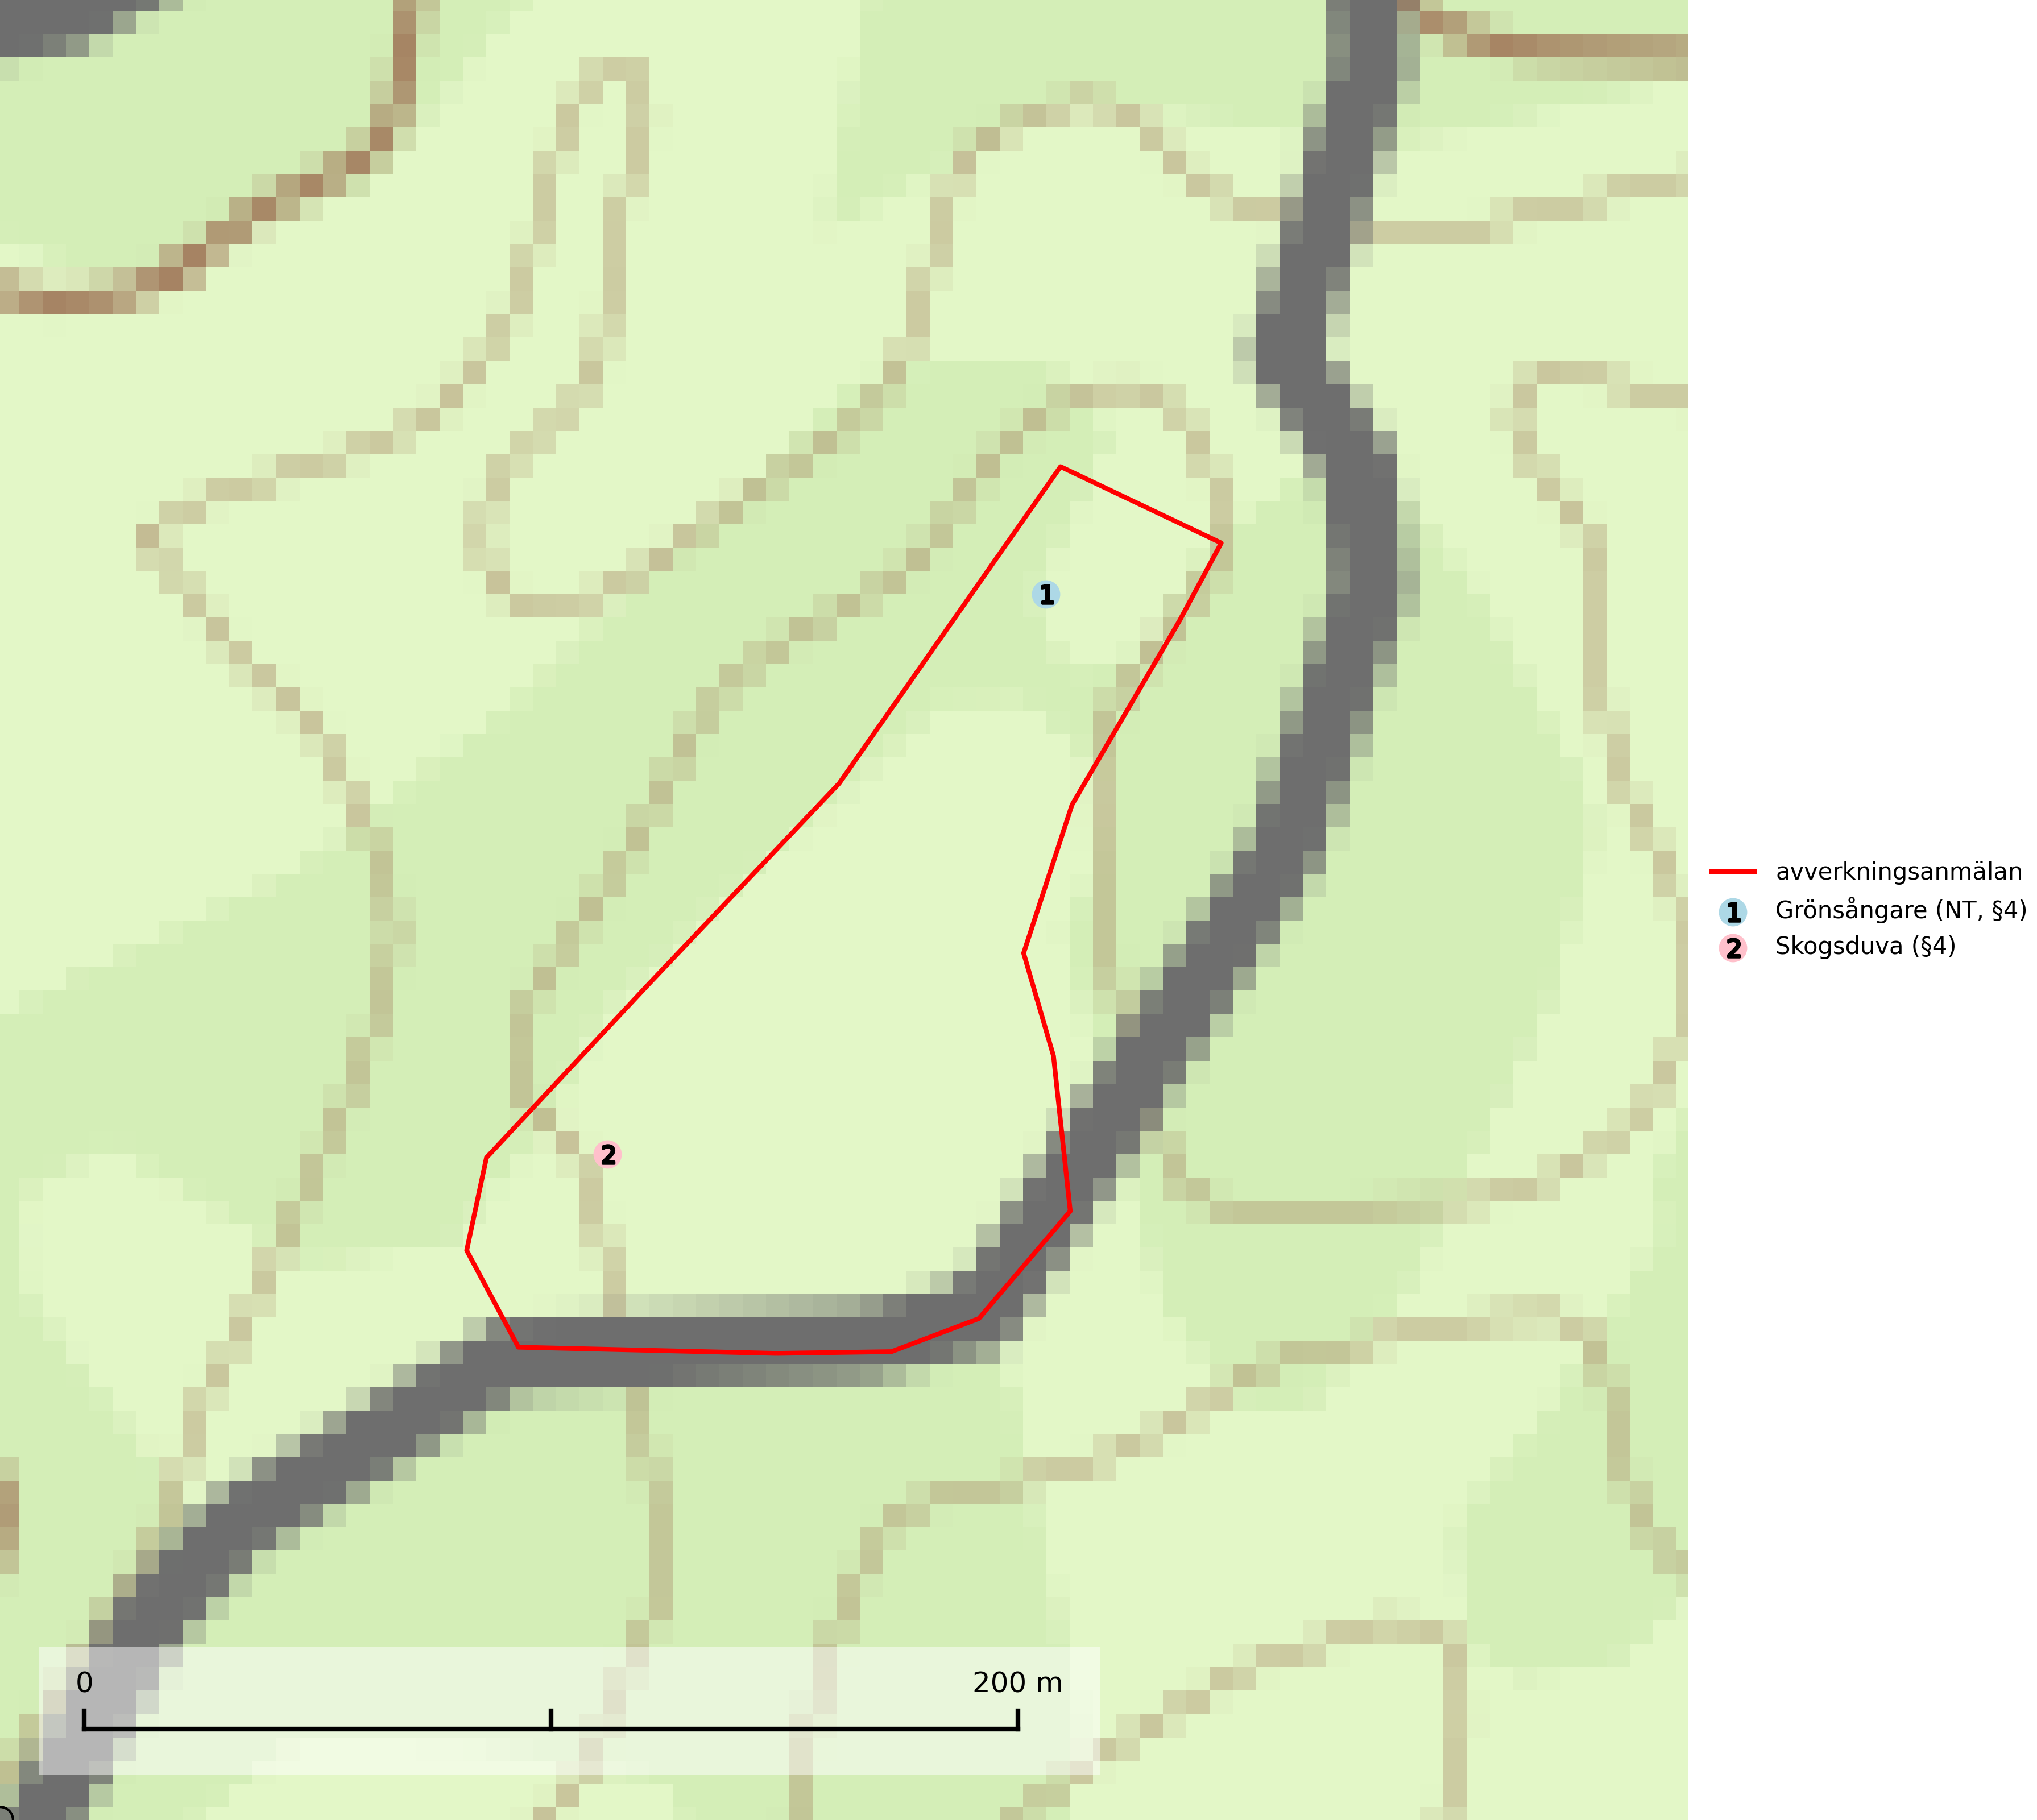 1
2
avverkningsanmälan
1 Grönsångare (NT, §4)
2 Skogsduva (§4)
0 200 m